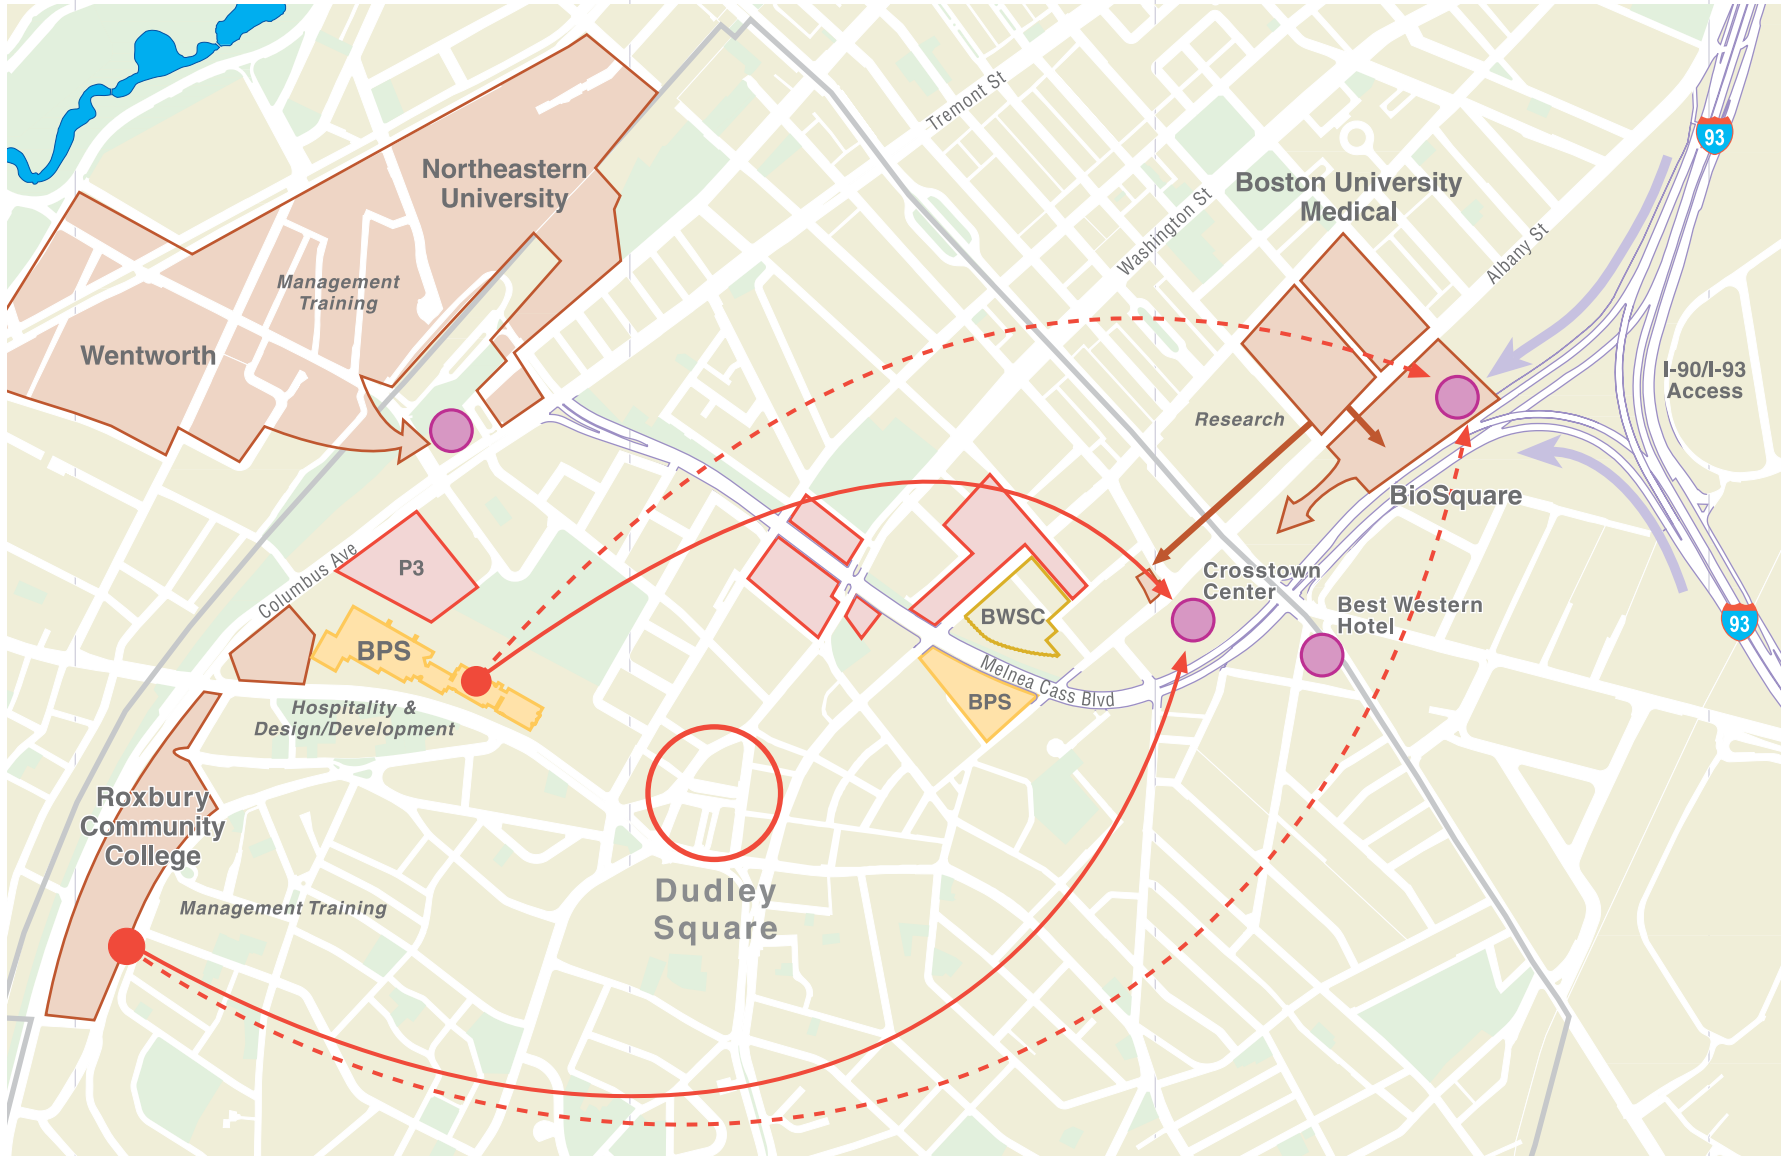 Tremont St
93
Northeastern
University
Boston University
Medical
Washington St
Albany St
Management
Training
Wentworth
I-90/I-93
Access
Research
BioSquare
P3
Columbus Ave
Crosstown
Center
BWSC
Best Western
Hotel
93
BPS
Melnea Cass Blvd
BPS
Hospitality &
Design/Development
Roxbury
Community
College
Dudley
Square
Management Training